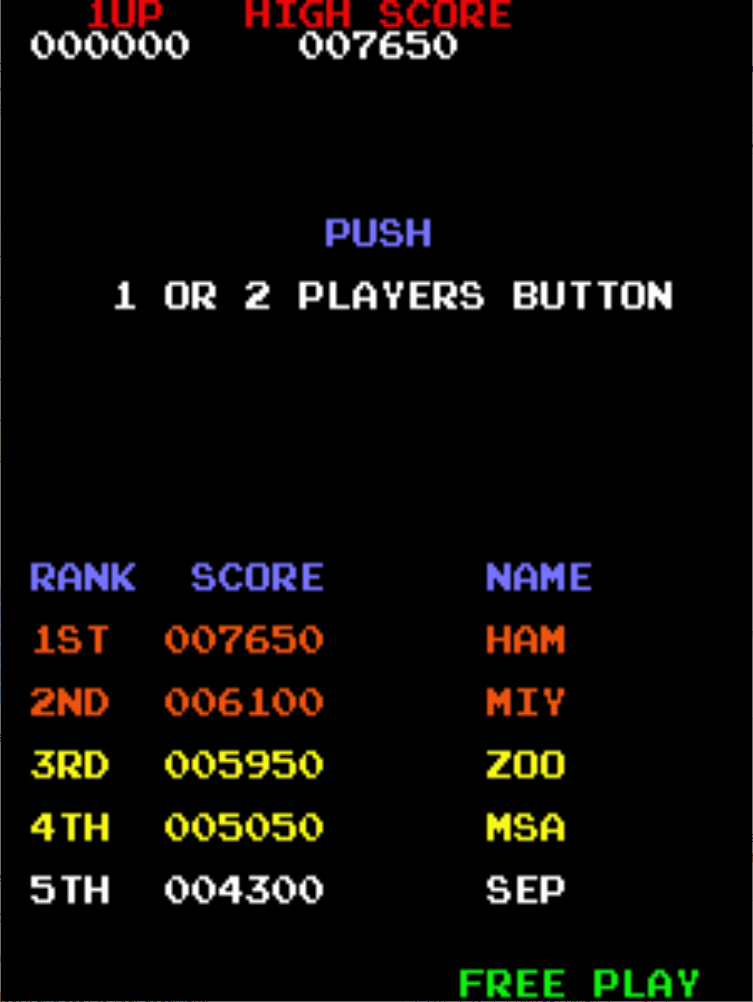 1UP HIGH SCORE
000000 007650
PUSH
1 OR 2 PLAYERS BUTTON
RANK SCORE NAME
1ST 007650 HAM
2ND 006100 MIY
3RD 005950 ZOO
4TH 005050 MSA
5TH 004300 SEP
FREE PLAY